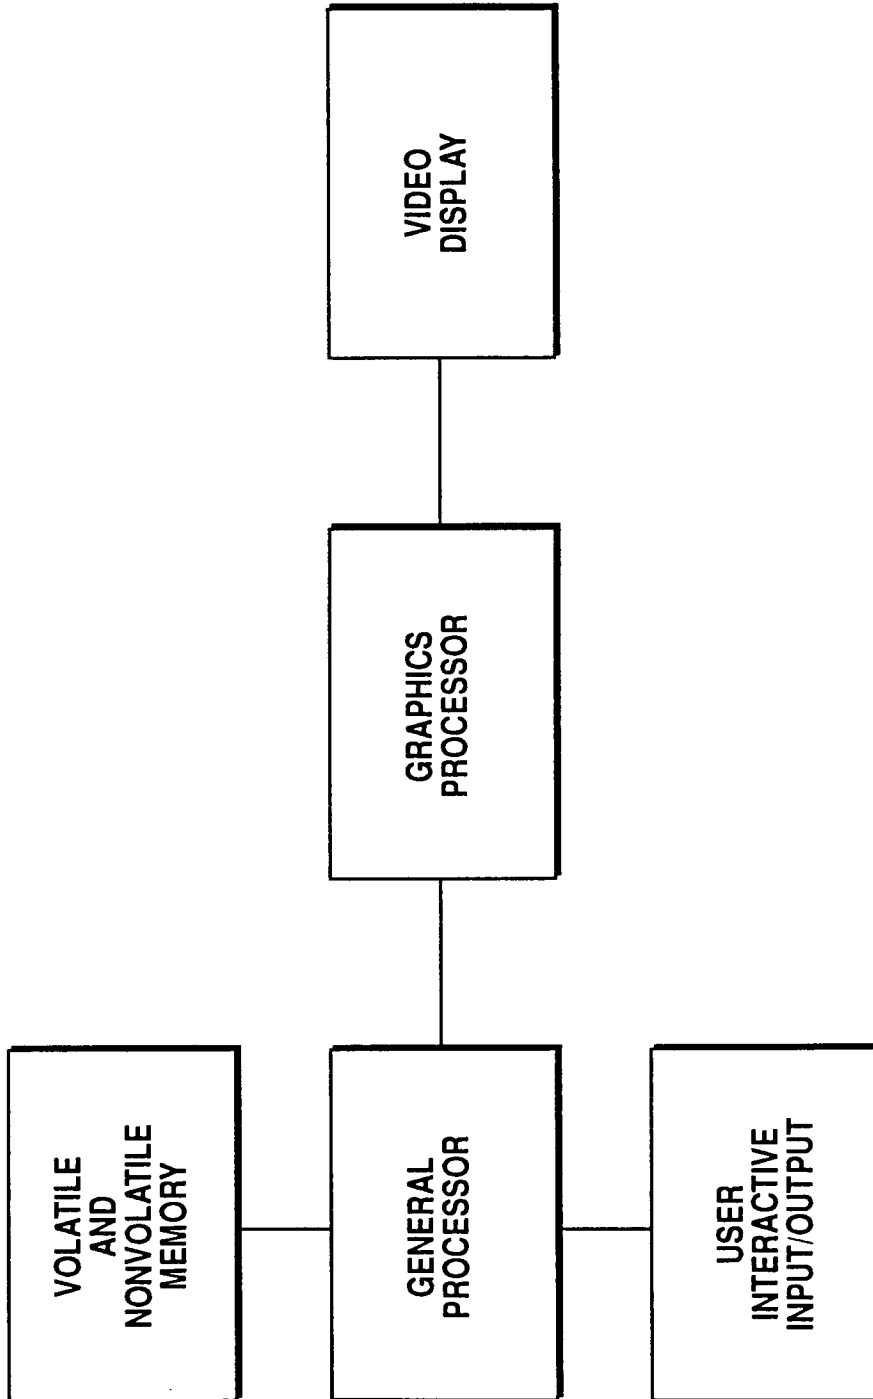 VOLATILE
AND
NONVOLATILE
MEMORY
GENERAL
PROCESSOR
USER
INTERACTIVE
INPUT/OUTPUT
GRAPHICS
PROCESSOR
VIDEO
DISPLAY